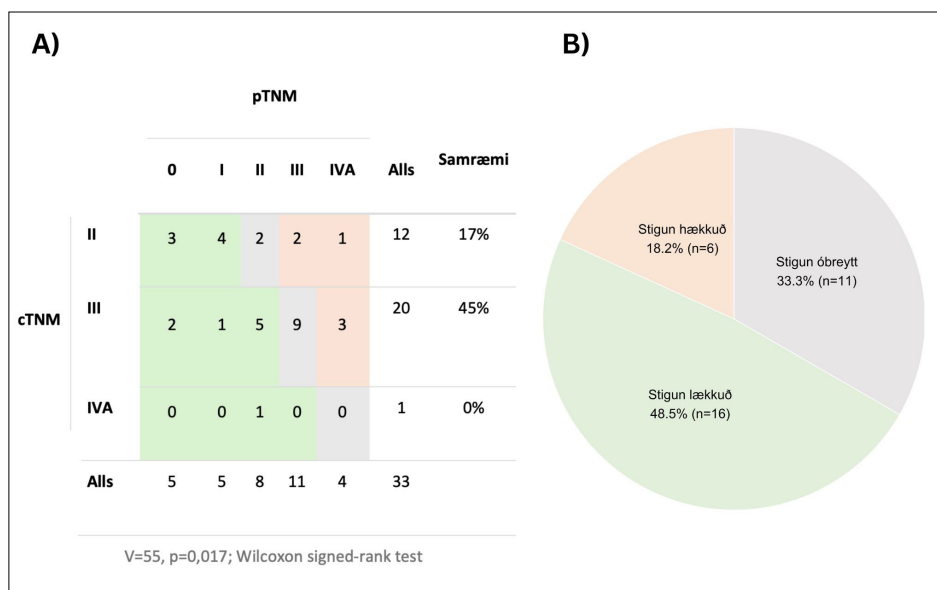 A)
pTNM
0 I II III IVA Alls Samræmi
II 3 4 2 2 1 12 17%
cTNM
III 2 1 5 9 3 20 45%
IVA 0 0 1 0 0 1 0%
Alls 5 5 8 11 4 33
V=55, p=0,017; Wilcoxon signed-rank test
B)
Stigun hækkuð
18.2% (n=6)
Stigun óbreytt
33.3% (n=11)
Stigun lækkuð
48.5% (n=16)